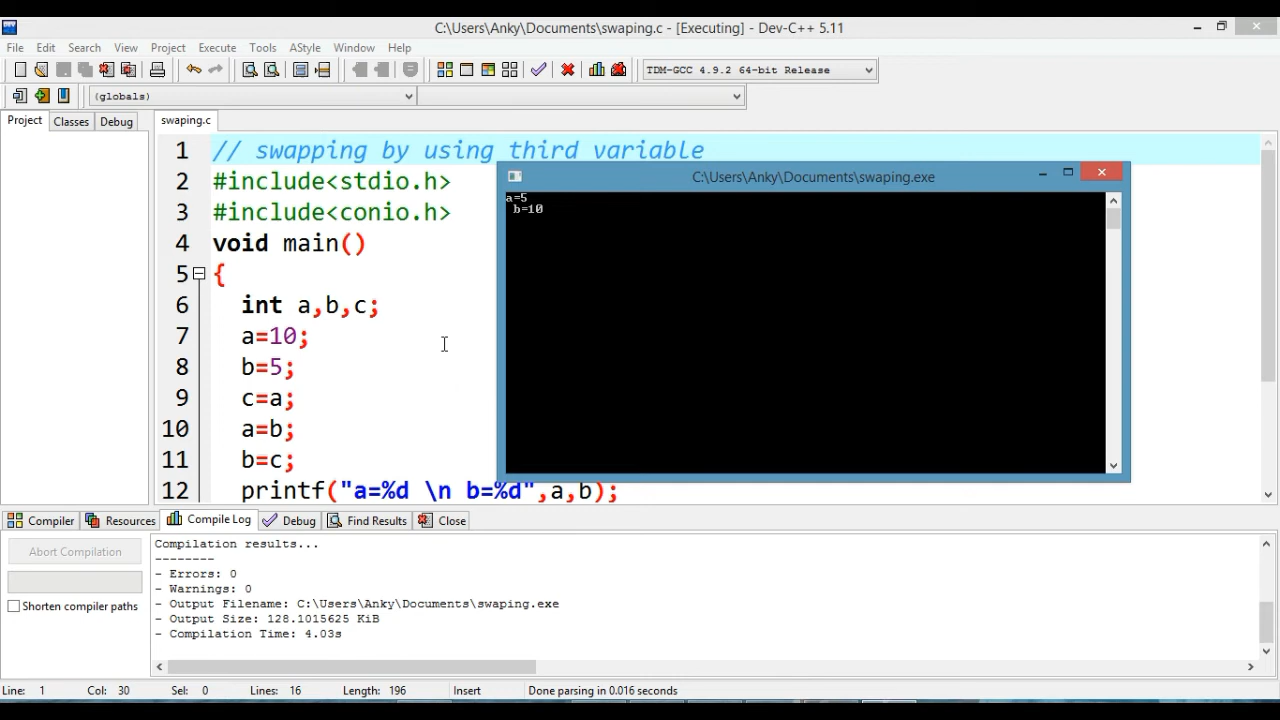 C:\Users\Anky\Documents\swaping.c - [Executing] - Dev-C++ 5.11
File Edit Search View Project Execute Tools AStyle Window Help
TDM-GCC 4.9.2 64-bit Release
(globals)
Project Classes Debug
swaping.c
1 // swapping by using third variable
2 #include<stdio.h>
3 #include<conio.h>
4 void main()
5 {
6 int a,b,c;
7 a=10;
8 b=5;
9 c=a;
10 a=b;
11 b=c;
12 printf("a=%d \n b=%d",a,b);
C:\Users\Anky\Documents\swaping.exe
a=5
b=10
Compiler Resources Compile Log Debug Find Results Close
Abort Compilation
Shorten compiler paths
Compilation results...
--------
- Errors: 0
- Warnings: 0
- Output Filename: C:\Users\Anky\Documents\swaping.exe
- Output Size: 128.1015625 KiB
- Compilation Time: 4.03s
Line: 1 Col: 30 Sel: 0 Lines: 16 Length: 196 Insert Done parsing in 0.016 seconds